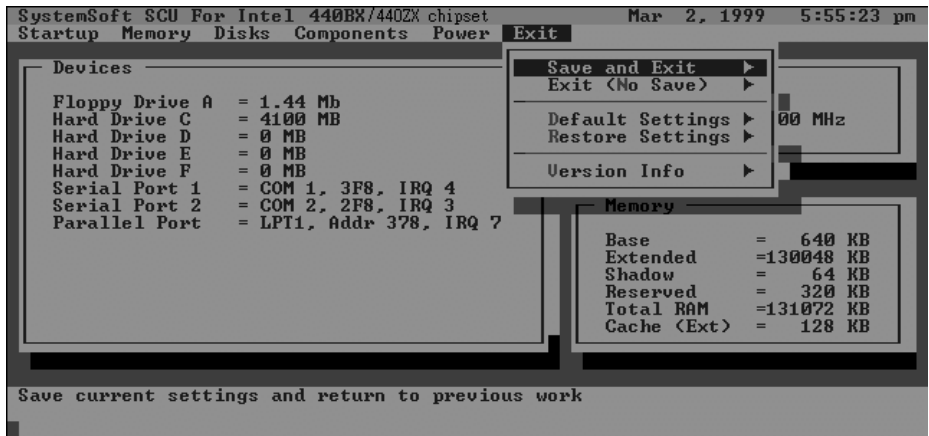 SystemSoft SCU For Intel 440BX/440ZX chipset Mar 2, 1999 5:55:23 pm
Startup Memory Disks Components Power Exit
Devices
Floppy Drive A = 1.44 Mb
Hard Drive C = 4100 MB
Hard Drive D = 0 MB
Hard Drive E = 0 MB
Hard Drive F = 0 MB
Serial Port 1 = COM 1, 3F8, IRQ 4
Serial Port 2 = COM 2, 2F8, IRQ 3
Parallel Port = LPT1, Addr 378, IRQ 7
Save and Exit ►
Exit (No Save) ►
Default Settings ►
Restore Settings ►
Version Info ►
00 MHz
Memory
Base = 640 KB
Extended =130048 KB
Shadow = 64 KB
Reserved = 320 KB
Total RAM =131072 KB
Cache (Ext) = 128 KB
Save current settings and return to previous work